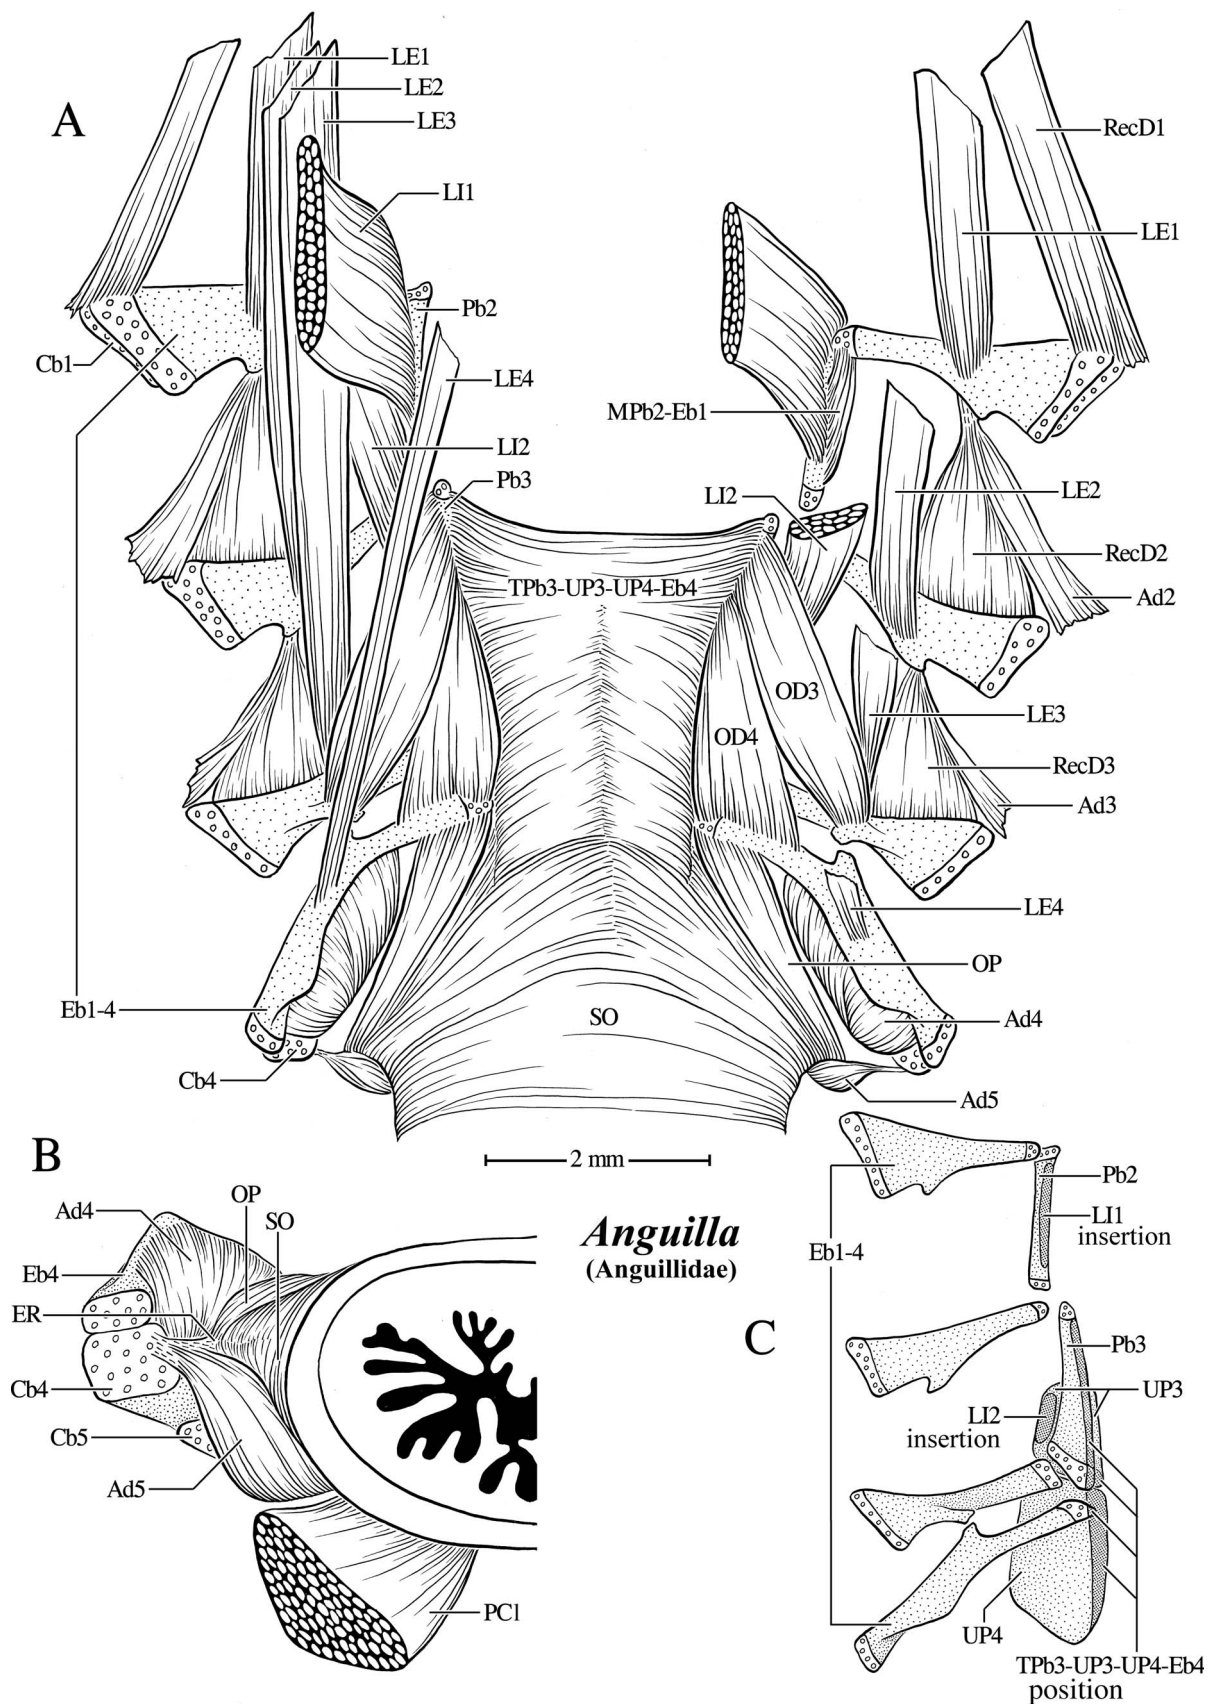 A
LE1
LE2
LE3
LI1
Pb2
Cb1
LE4
LI2
Pb3
RecD1
LE1
MPb2-Eb1
LI2
LE2
RecD2
Ad2
TPb3-UP3-UP4-Eb4
OD3
OD4
LE3
RecD3
Ad3
LE4
OP
Eb1-4
SO
Ad4
Cb4
Ad5
2 mm
B
OP
Ad4
SO
Eb4
ER
Cb4
Cb5
Ad5
PCl
Anguilla
(Anguillidae)
C
Pb2
LI1
insertion
Eb1-4
Pb3
UP3
LI2
insertion
UP4
TPb3-UP3-UP4-Eb4
position